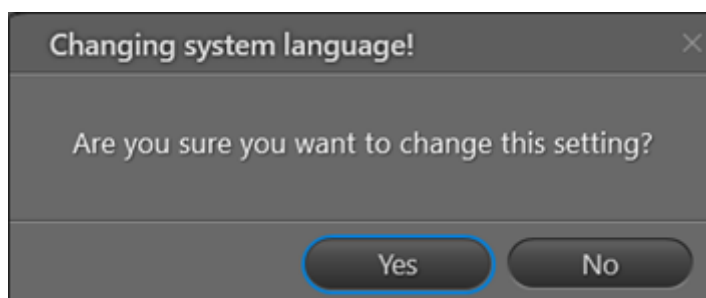 Changing system language!
Are you sure you want to change this setting?
Yes No